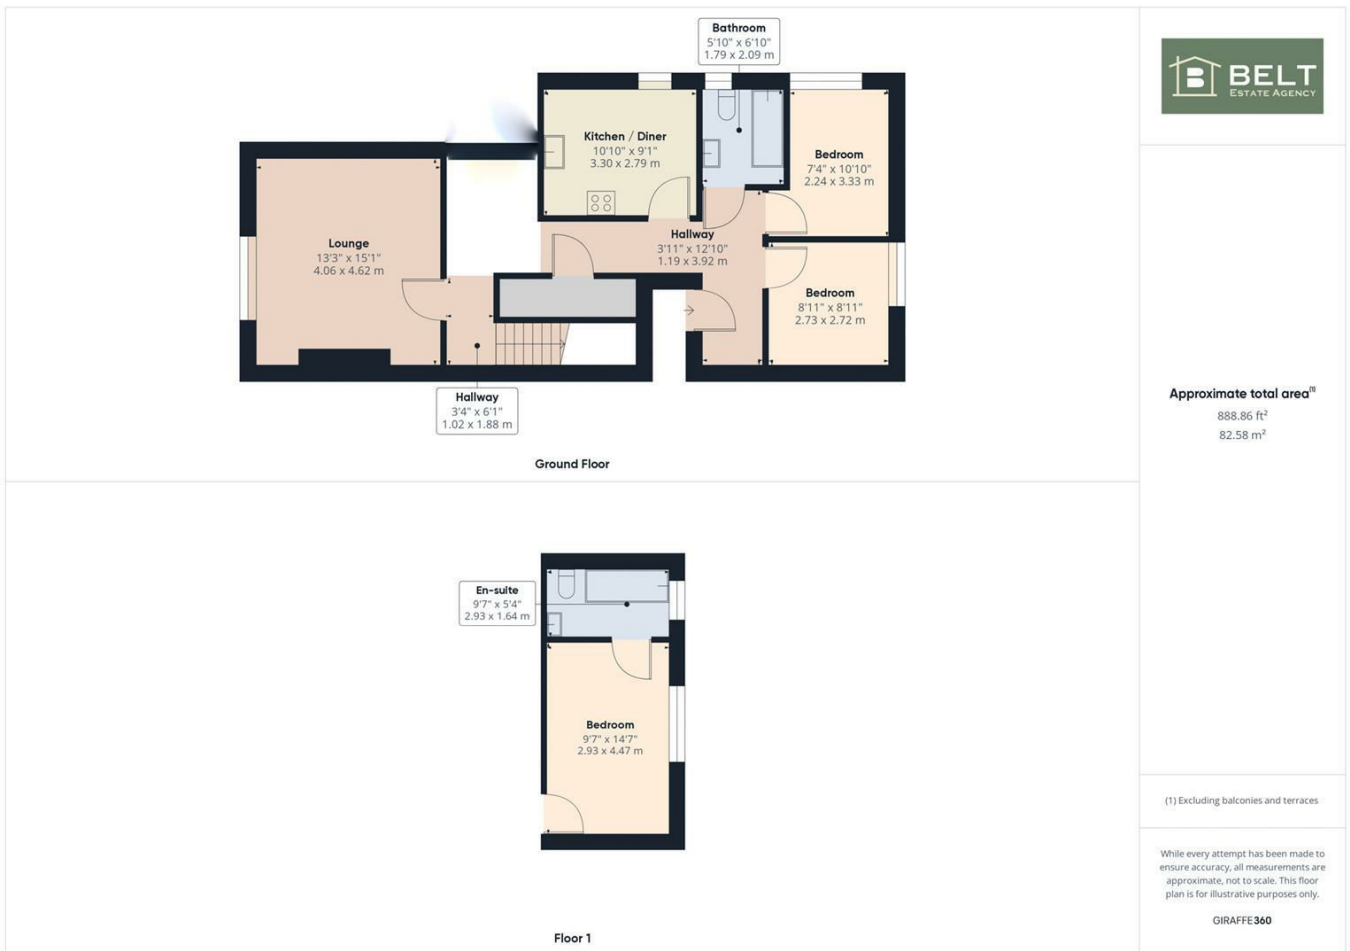 Bathroom
5'10" x 6'10"
1.79 x 2.09 m
Kitchen / Diner
10'10" x 9'1"
3.30 x 2.79 m
Bedroom
7'4" x 10'10"
2.24 x 3.33 m
Lounge
13'3" x 15'1"
4.06 x 4.62 m
Hallway
3'11" x 12'10"
1.19 x 3.92 m
Bedroom
8'11" x 8'11"
2.73 x 2.72 m
Hallway
3'4" x 6'1"
1.02 x 1.88 m
Ground Floor
En-suite
9'7" x 5'4"
2.93 x 1.64 m
Bedroom
9'7" x 14'7"
2.93 x 4.47 m
Floor 1
B BELT
ESTATE AGENCY
Approximate total area(1)
888.86 ft²
82.58 m²
(1) Excluding balconies and terraces
While every attempt has been made to
ensure accuracy, all measurements are
approximate, not to scale. This floor
plan is for illustrative purposes only.
GIRAFFE360